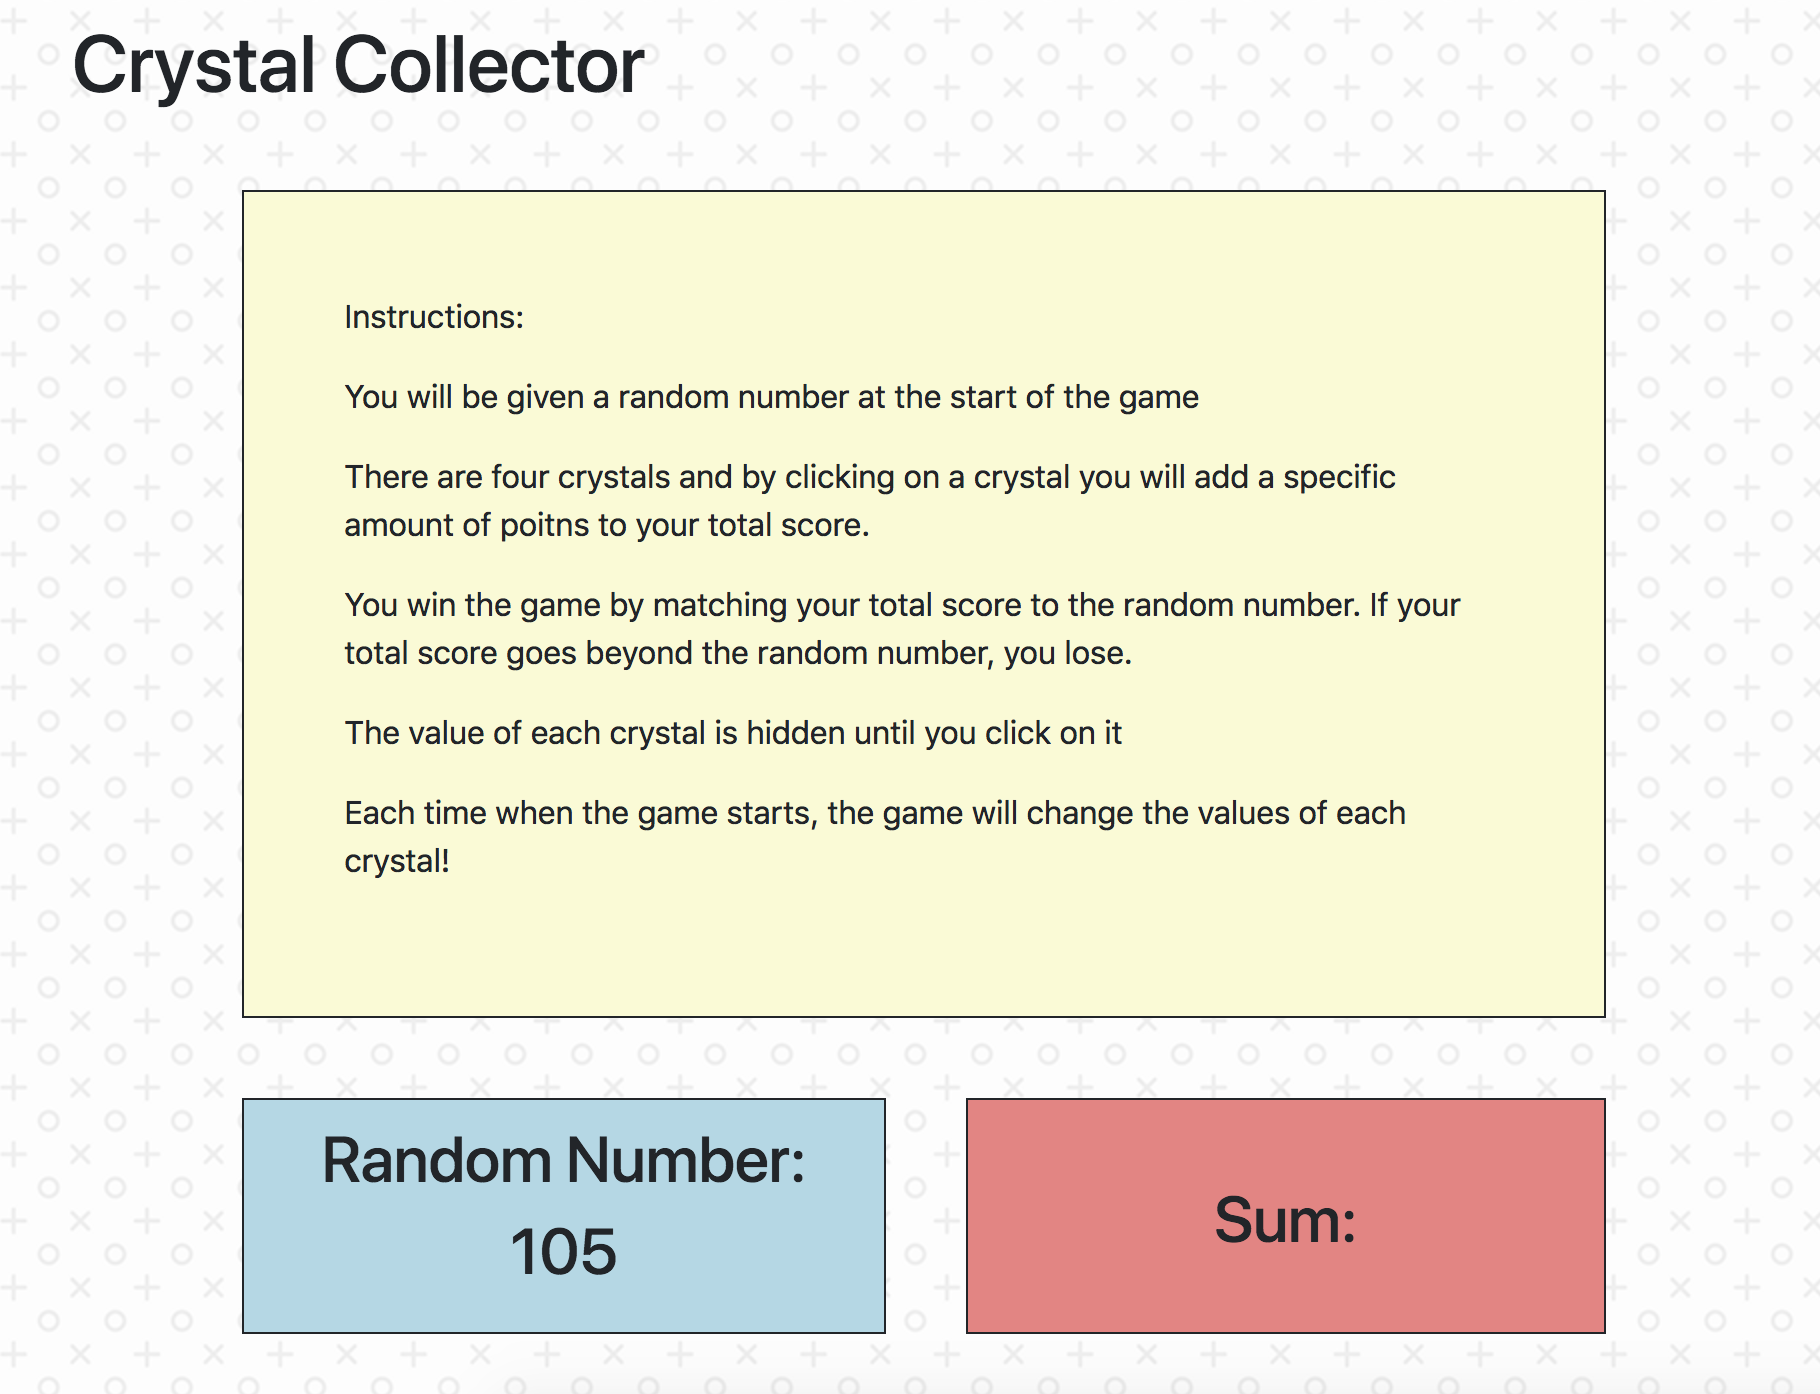 Crystal Collector
Instructions:
You will be given a random number at the start of the game
There are four crystals and by clicking on a crystal you will add a specific
amount of poitns to your total score.
You win the game by matching your total score to the random number. If your
total score goes beyond the random number, you lose.
The value of each crystal is hidden until you click on it
Each time when the game starts, the game will change the values of each
crystal!
Random Number:
105
Sum: